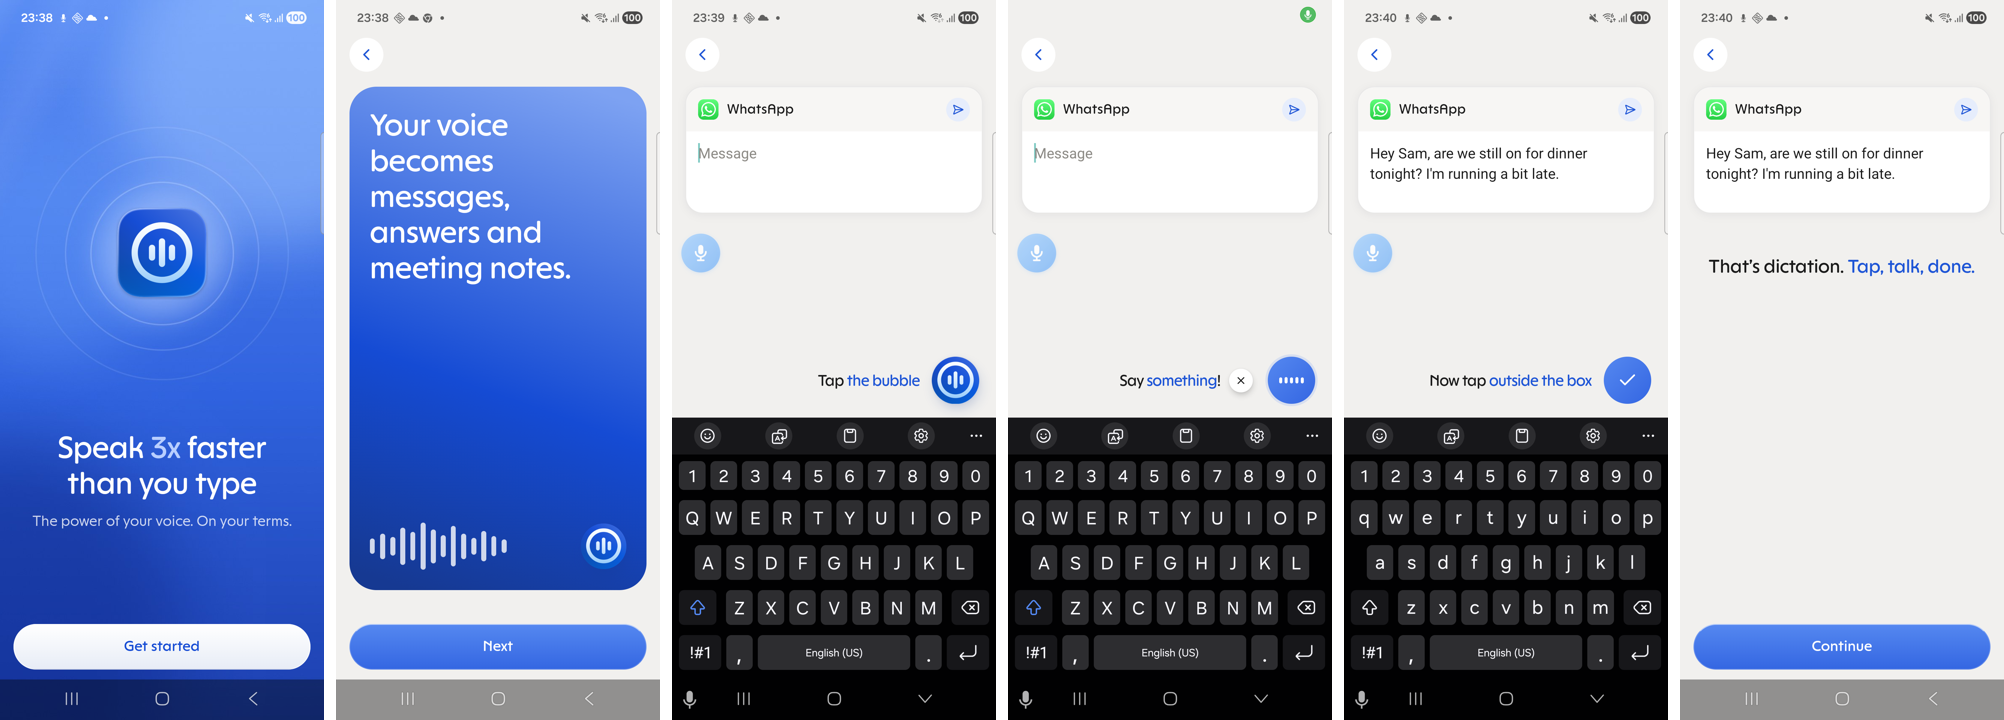 23:38
100
Speak 3x faster
than you type
The power of your voice. On your terms.
Get started
23:38
100
Your voice
becomes
messages,
answers and
meeting notes.
Next
23:39
100
WhatsApp
Message
Tap the bubble
1 2 3 4 5 6 7 8 9 0
Q W E R T Y U I O P
A S D F G H J K L
Z X C V B N M
!#1 , English (US) .
WhatsApp
Message
Say something!
1 2 3 4 5 6 7 8 9 0
Q W E R T Y U I O P
A S D F G H J K L
Z X C V B N M
!#1 , English (US) .
23:40
100
WhatsApp
Hey Sam, are we still on for dinner
tonight? I'm running a bit late.
Now tap outside the box
1 2 3 4 5 6 7 8 9 0
q w e r t y u i o p
a s d f g h j k l
z x c v b n m
!#1 , English (US) .
23:40
100
WhatsApp
Hey Sam, are we still on for dinner
tonight? I'm running a bit late.
That's dictation. Tap, talk, done.
Continue